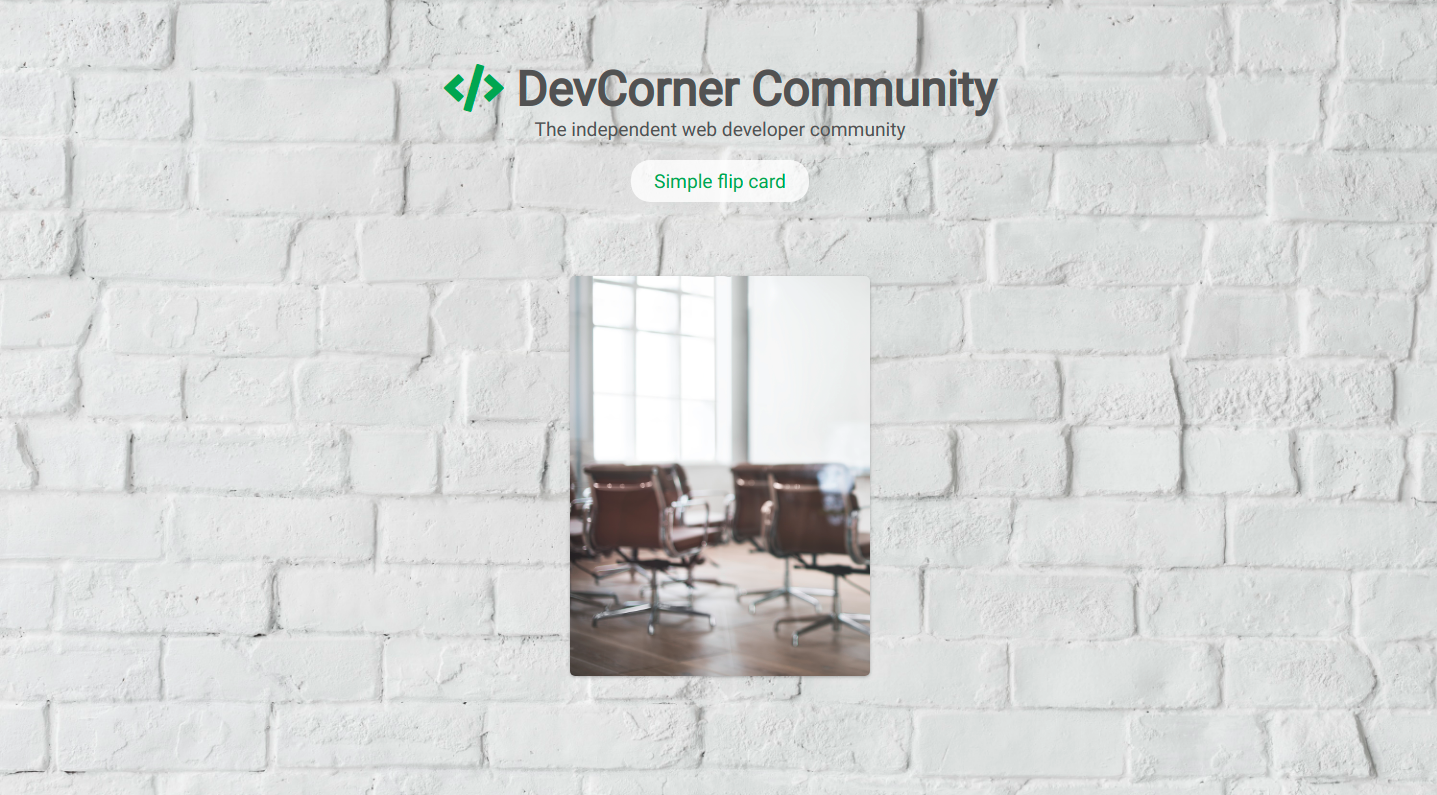 DevCorner Community
The independent web developer community
Simple flip card